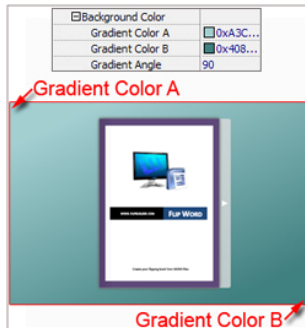 Background Color
Gradient Color A 0xA3C...
Gradient Color B 0x408...
Gradient Angle 90
Gradient Color A
FLIP WORD
Gradient Color B